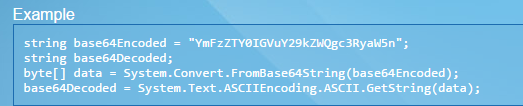 Example
string base64Encoded = "YmFzZTY0IGVuY29kZWQgc3RyaW5n";
string base64Decoded;
byte[] data = System.Convert.FromBase64String(base64Encoded);
base64Decoded = System.Text.ASCIIEncoding.ASCII.GetString(data);